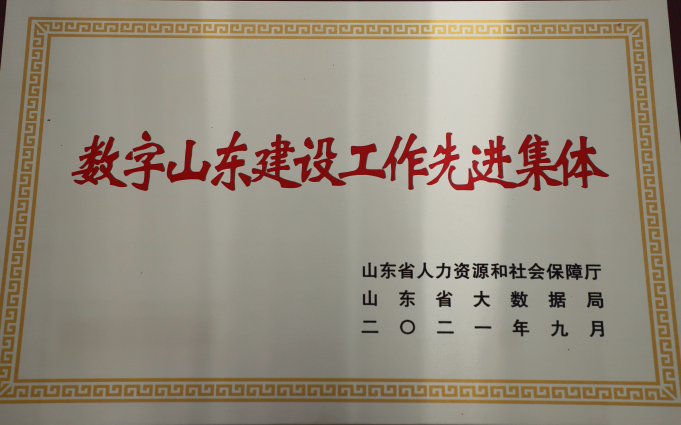 数字山东建设工作先进集体
山东省人力资源和社会保障厅
山东省大数据局
二〇二一年九月